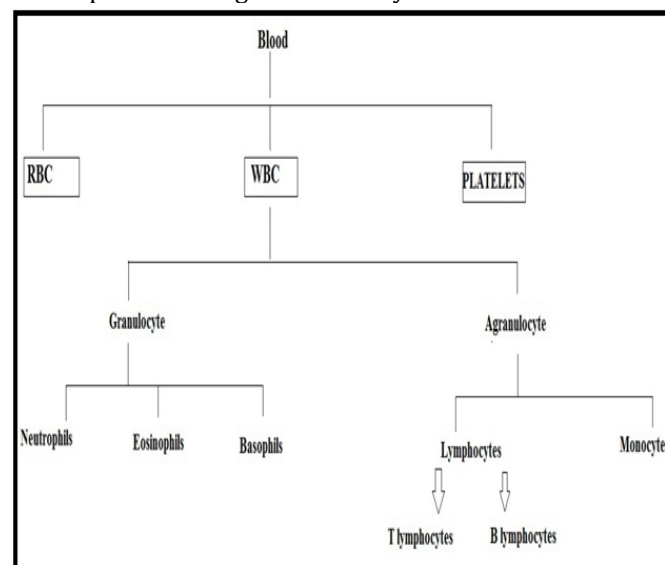 Blood
RBC WBC PLATELETS
Granulocyte Agranulocyte
Neutrophils Eosinophils Basophils Lymphocytes Monocyte
T lymphocytes B lymphocytes